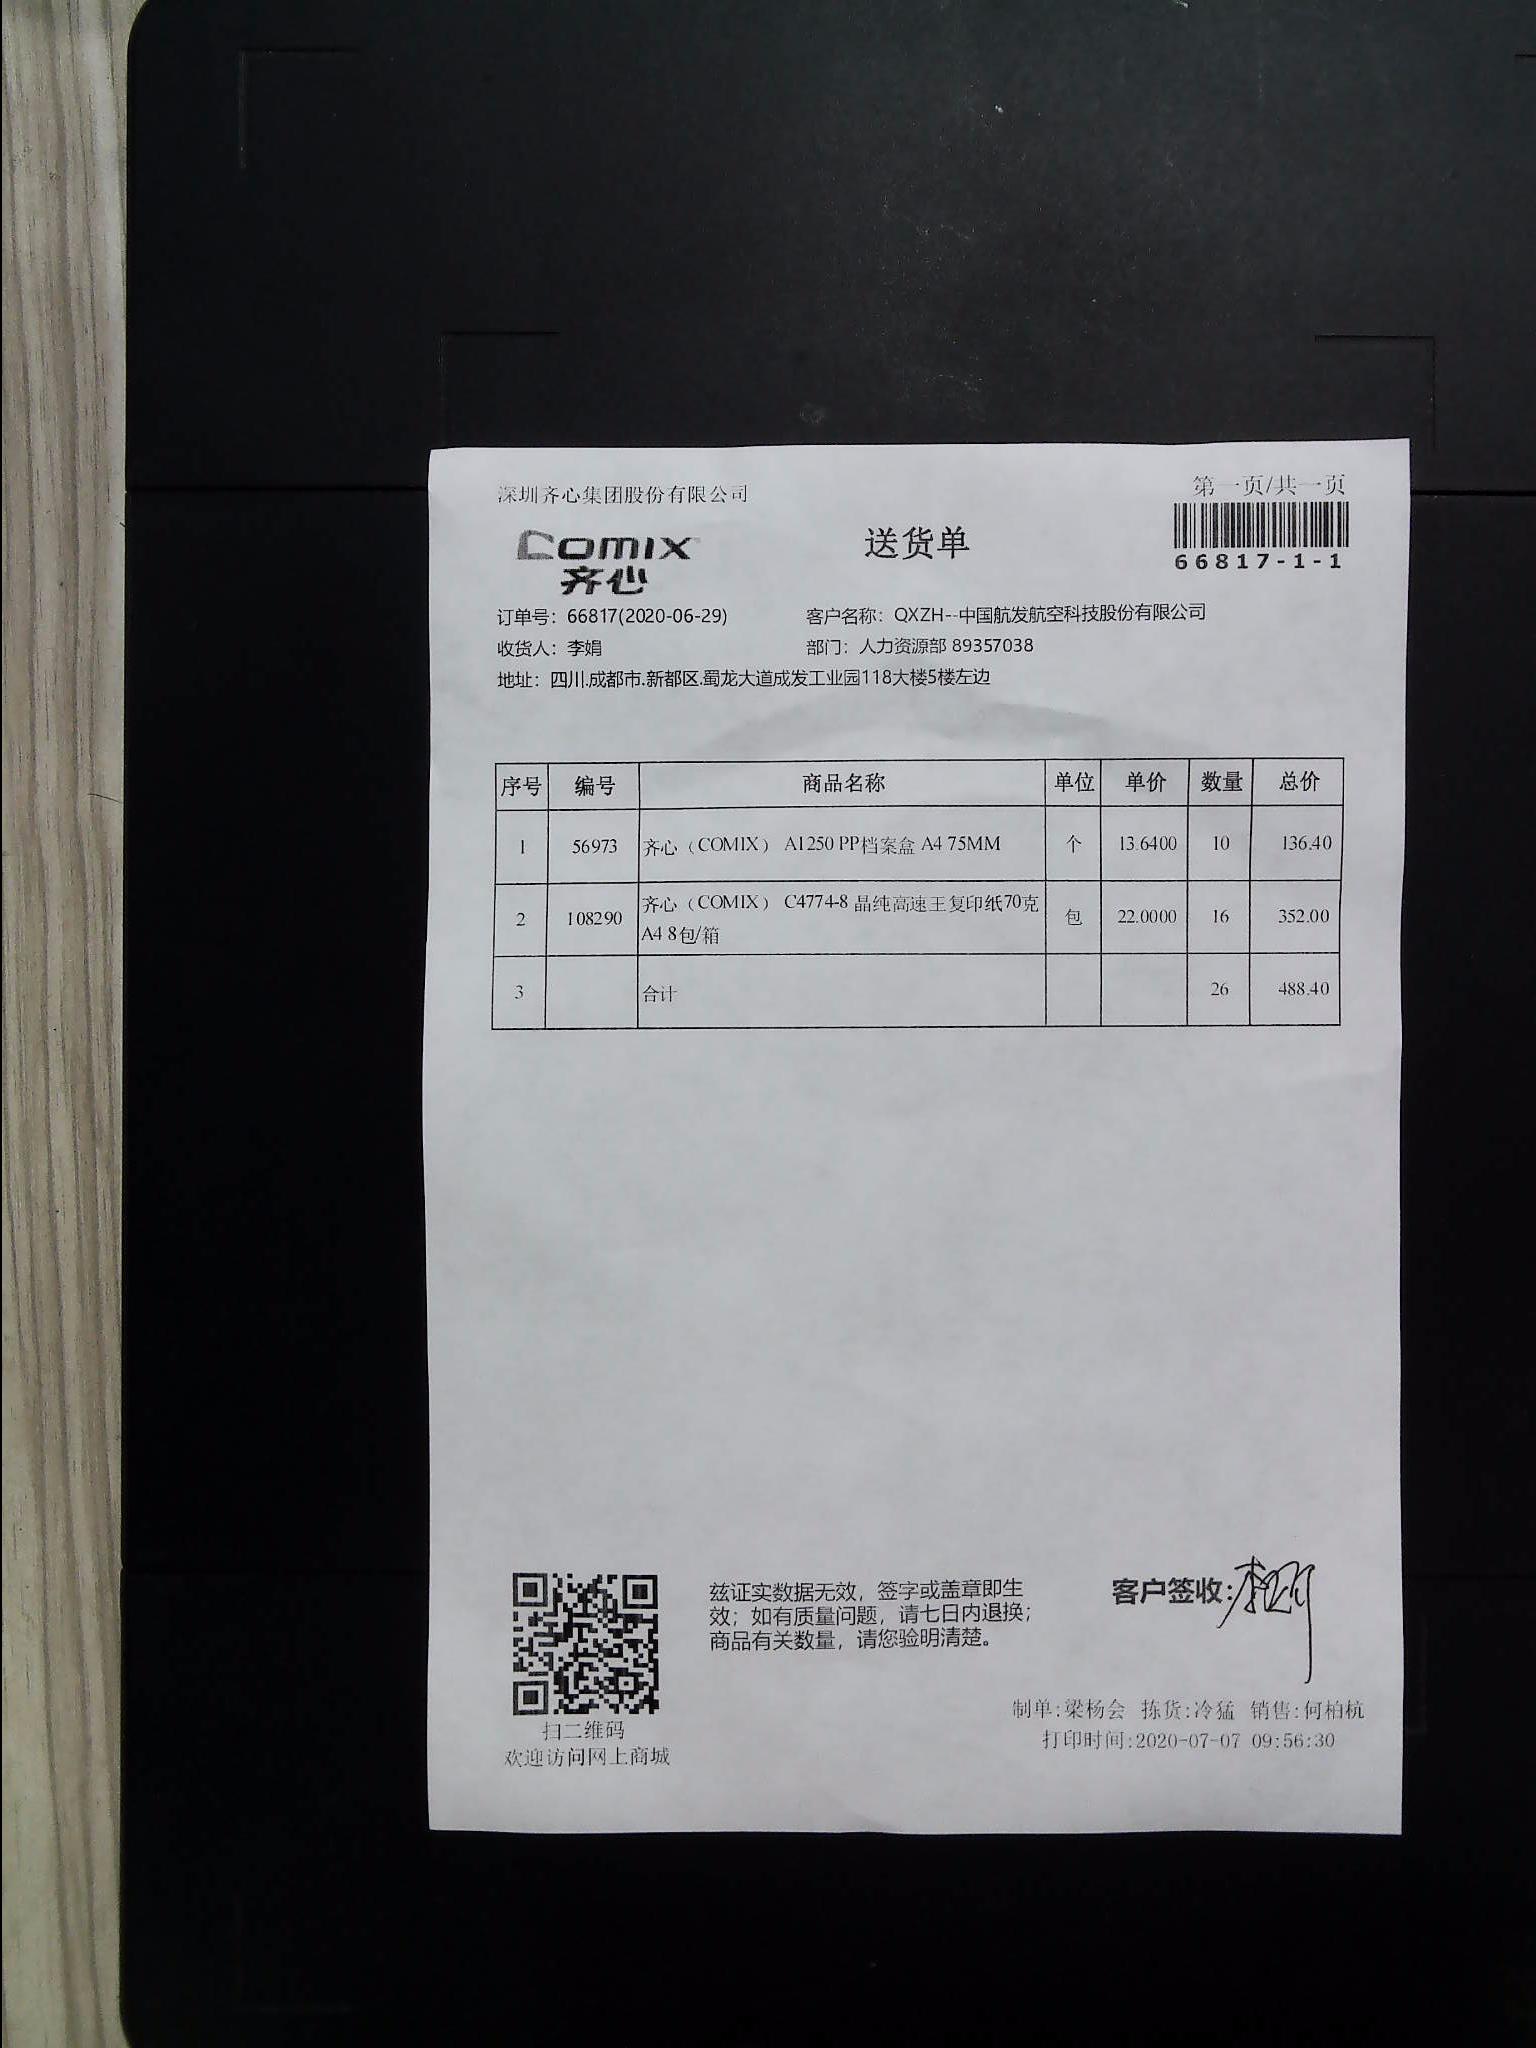 深圳齐心集团股份有限公司
第一页/共一页
COMIX
齐心
送货单
66817-1-1
订单号：66817(2020-06-29) 客户名称：QXZH--中国航发航空科技股份有限公司
收货人：李娟 部门：人力资源部 89357038
地址：四川.成都市.新都区.蜀龙大道成发工业园118大楼5楼左边
序号 编号 商品名称 单位 单价 数量 总价
1 56973 齐心（COMIX） A1250 PP档案盒 A4 75MM 个 13.6400 10 136.40
2 108290 齐心（COMIX） C4774-8 晶纯高速王复印纸70克 包 22.0000 16 352.00
A4 8包/箱
3 合计 26 488.40
兹证实数据无效，签字或盖章即生
效；如有质量问题，请七日内退换；
商品有关数量，请您验明清楚。
客户签收:
扫二维码
欢迎访问网上商城
制单:梁杨会 拣货:冷猛 销售:何柏杭
打印时间:2020-07-07 09:56:30